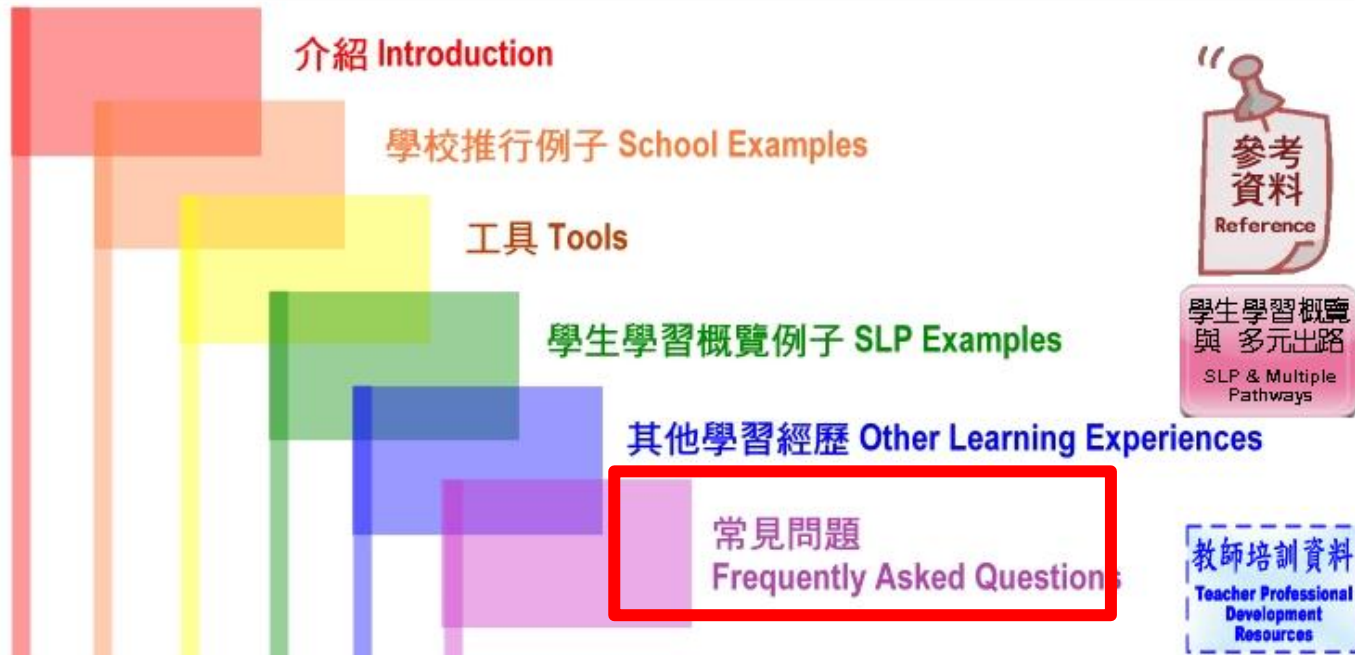 介紹 Introduction
學校推行例子 School Examples
工具 Tools
學生學習概覽例子 SLP Examples
其他學習經歷 Other Learning Experiences
常見問題
Frequently Asked Questions
參考
資料
Reference
學生學習概覽
與 多元出路
SLP & Multiple
Pathways
教師培訓資料
Teacher Professional
Development
Resources